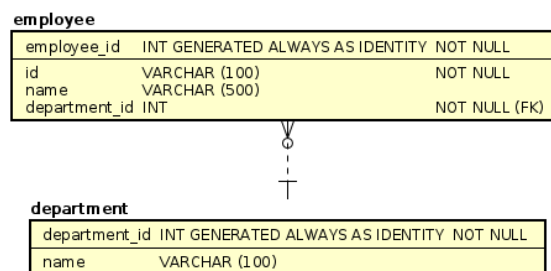 employee
employee_id INT GENERATED ALWAYS AS IDENTITY NOT NULL
id VARCHAR (100) NOT NULL
name VARCHAR (500)
department_id INT NOT NULL (FK)
department
department_id INT GENERATED ALWAYS AS IDENTITY NOT NULL
name VARCHAR (100)